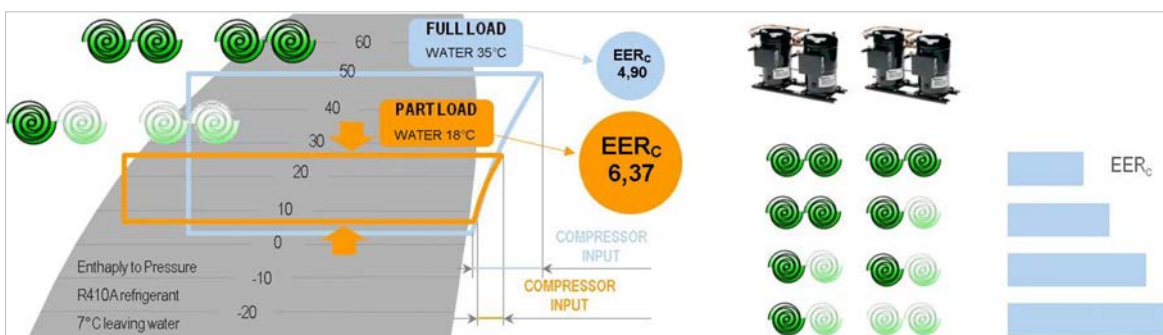 FULL LOAD
WATER 35°C
EERc
4,90
60
50
40
PART LOAD
WATER 18°C
EERc
6,37
30
20
10
0
-10
-20
COMPRESSOR
INPUT
COMPRESSOR
INPUT
Enthaply to Pressure
R410A refrigerant
7°C leaving water
EERc